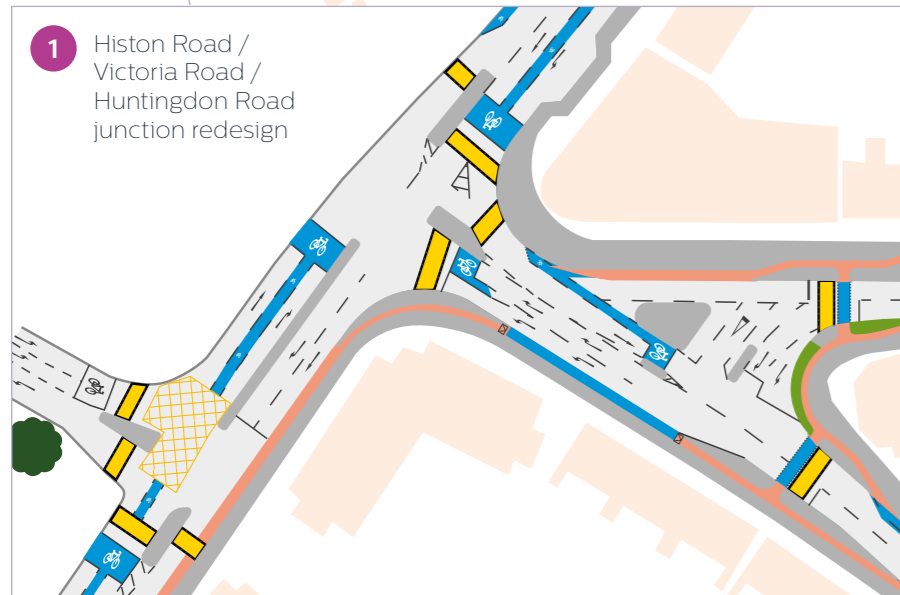 1
Histon Road /
Victoria Road /
Huntingdon Road
junction redesign